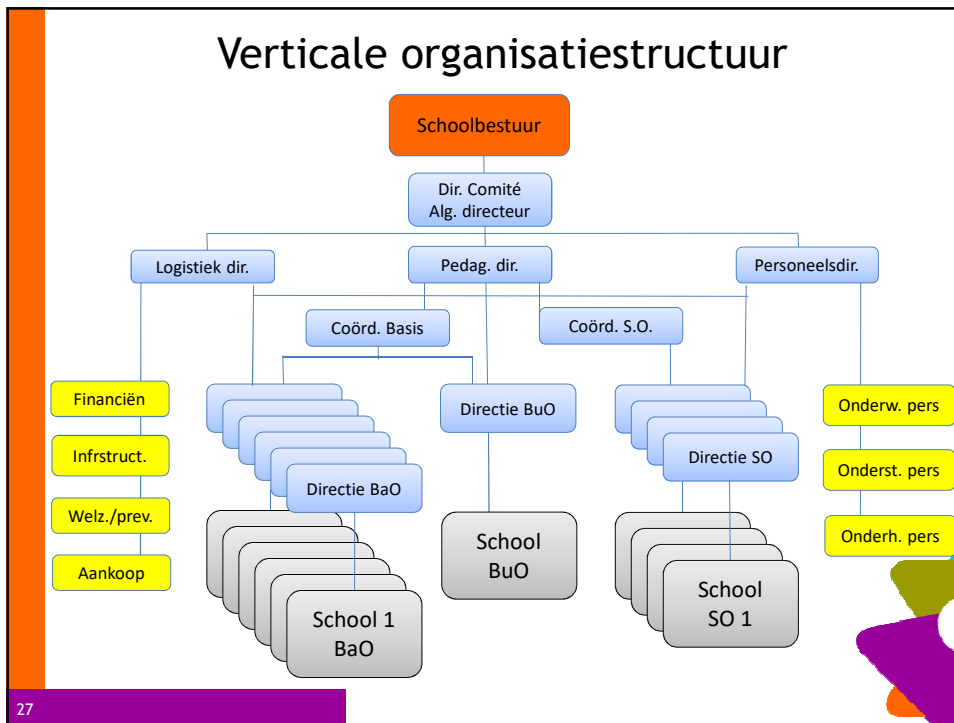 Verticale organisatiestructuur
Schoolbestuur
Dir. Comité
Alg. directeur
Logistiek dir.
Pedag. dir.
Personeelsdir.
Coörd. Basis
Coörd. S.O.
Financiën
Directie BuO
Onderw. pers
Infrstruct.
Directie SO
Onderst. pers
Directie BaO
Welz./prev.
School
BuO
Onderh. pers
Aankoop
School 1
BaO
School
SO 1
27